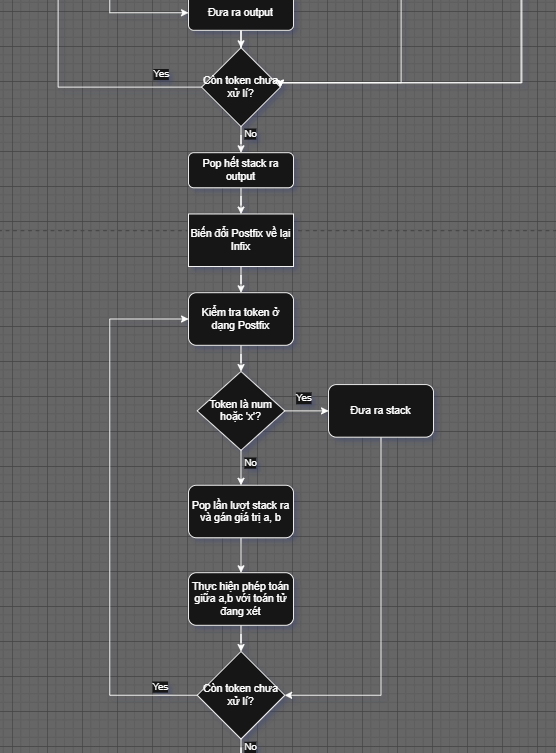 Đưa ra output
Yes
Còn token chưa
xử lí?
No
Pop hết stack ra
output
Biến đổi Postfix về lại
Infix
Kiểm tra token ở
dạng Postfix
Token là num
hoặc 'x'?
Yes
Đưa ra stack
No
Pop lần lượt stack ra
và gán giá trị a, b
Thực hiện phép toán
giữa a,b với toán tử
đang xét
Yes
Còn token chưa
xử lí?
No